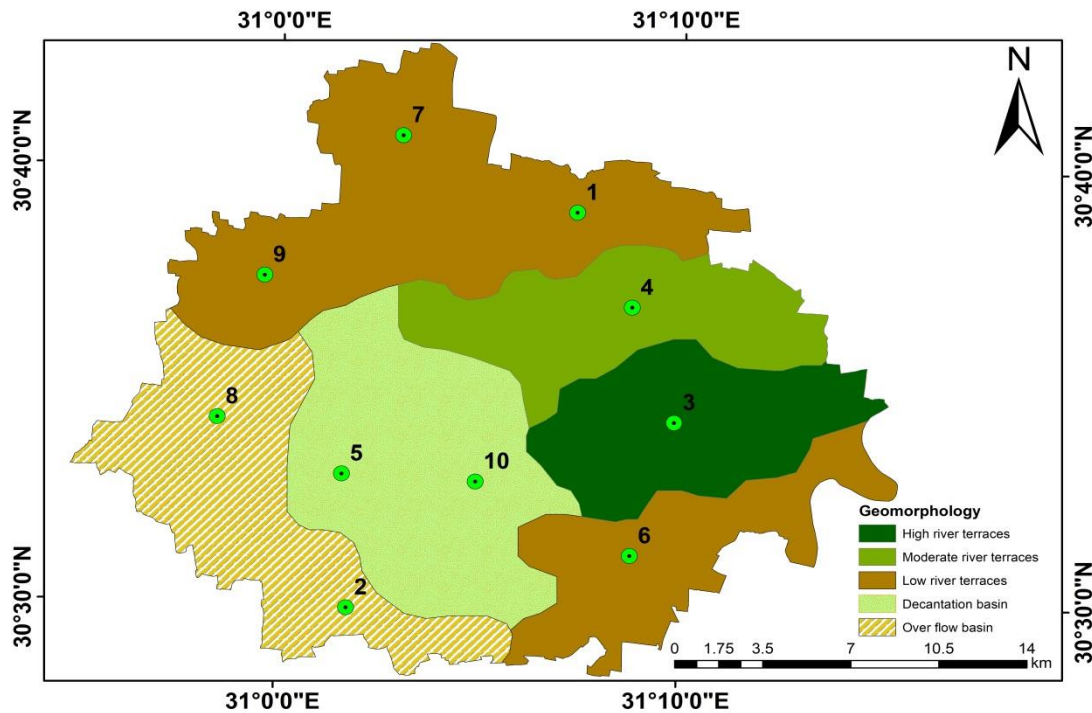 31°0'0"E 31°10'0"E
N
30°40'0"N 30°40'0"N
7
1
9
4
8
3
5
10
6
2
Geomorphology
High river terraces
Moderate river terraces
Low river terraces
Decantation basin
Over flow basin
30°30'0"N 30°30'0"N
0 1.75 3.5 7 10.5 14
km
31°0'0"E 31°10'0"E